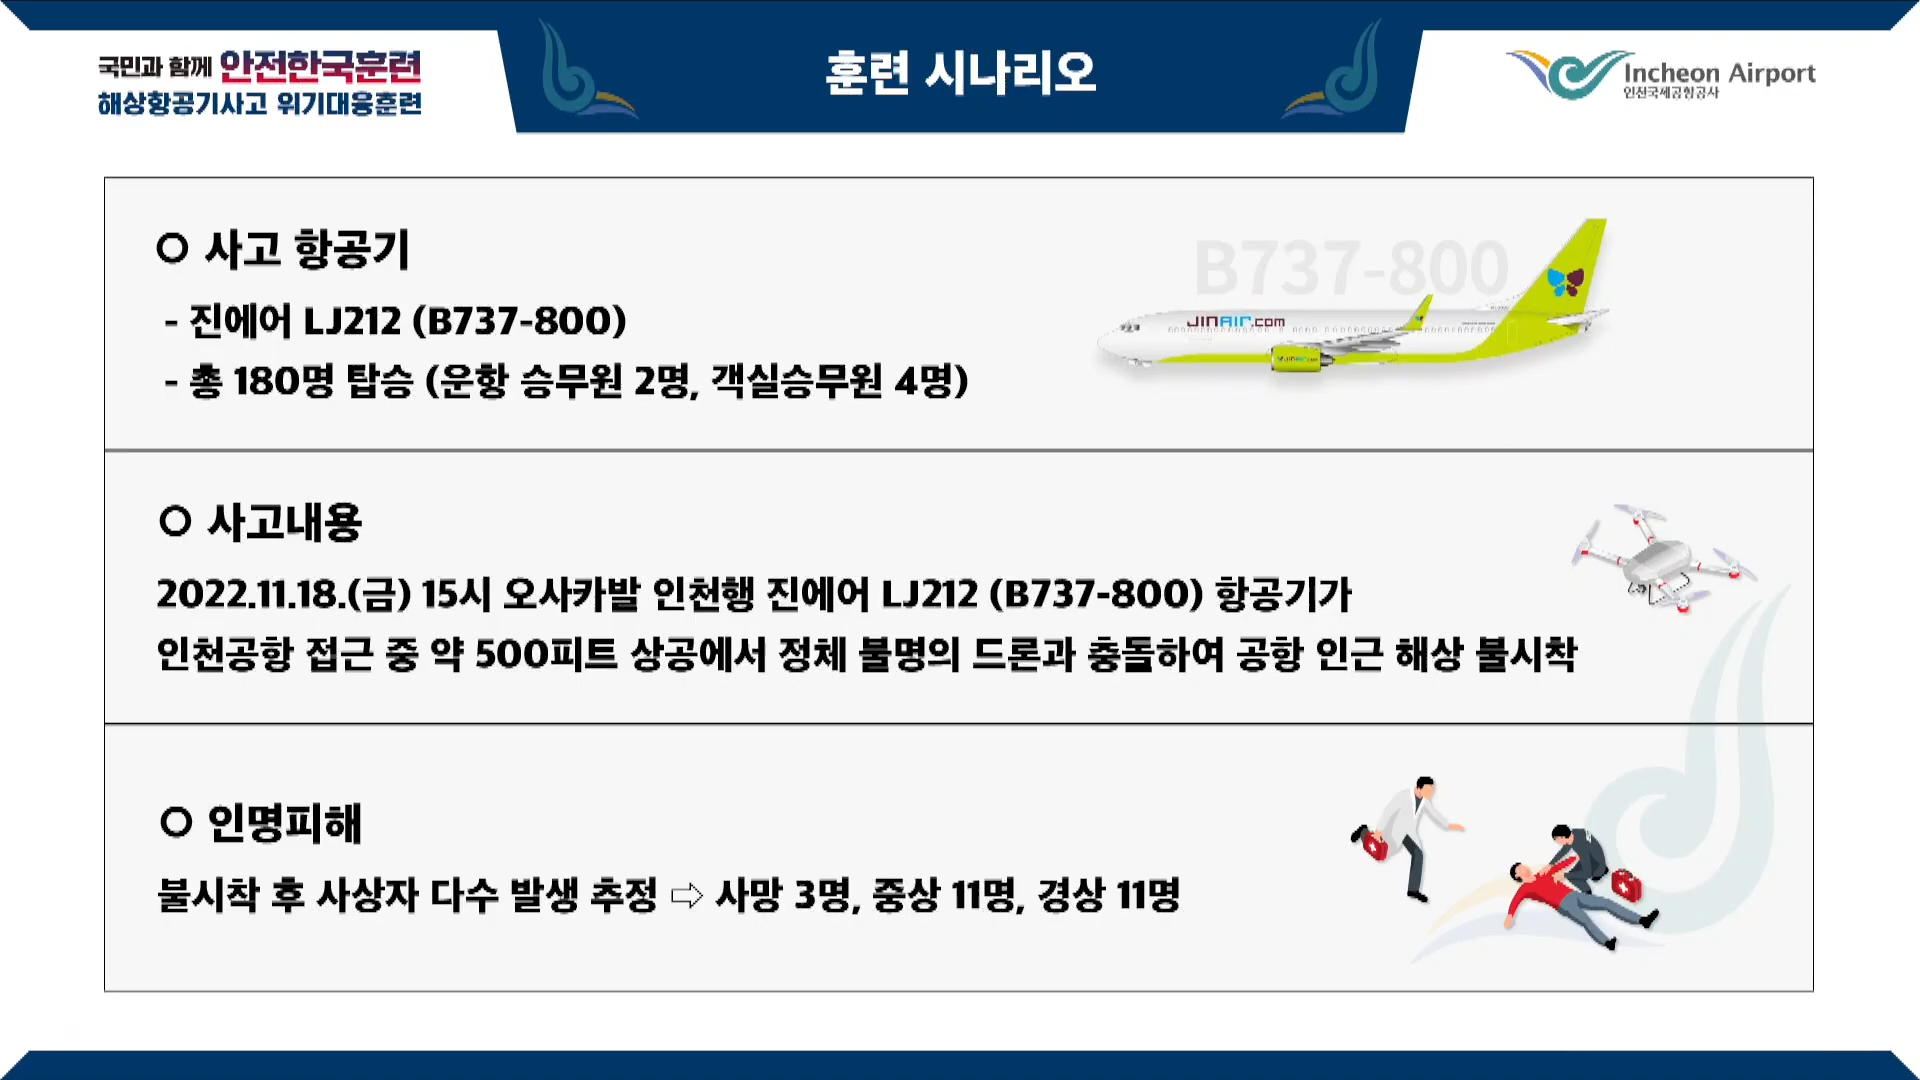 국민과 함께 안전한국훈련
해상항공기사고 위기대응훈련
훈련 시나리오
Incheon Airport
인천국제공항공사
○ 사고 항공기
- 진에어 LJ212 (B737-800)
- 총 180명 탑승 (운항 승무원 2명, 객실승무원 4명)
B737-800
JINAIR.com
○ 사고내용
2022.11.18.(금) 15시 오사카발 인천행 진에어 LJ212 (B737-800) 항공기가
인천공항 접근 중 약 500피트 상공에서 정체 불명의 드론과 충돌하여 공항 인근 해상 불시착
○ 인명피해
불시착 후 사상자 다수 발생 추정 ⇨ 사망 3명, 중상 11명, 경상 11명